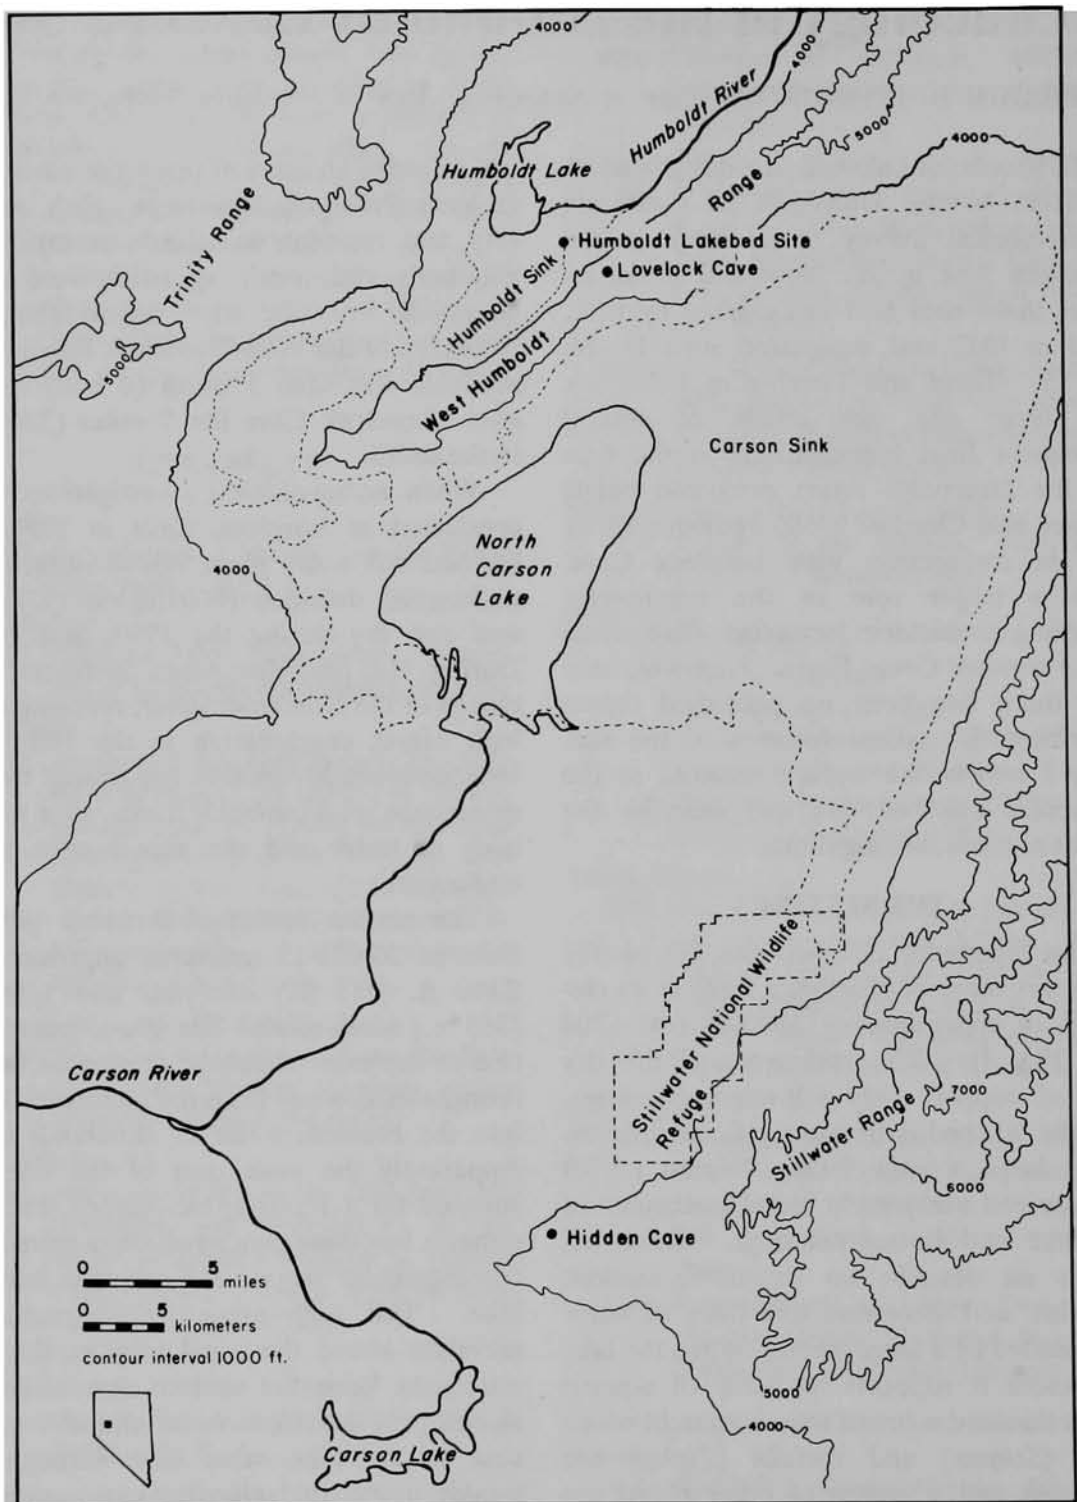 4000
4000
Humboldt River
5000
4000
Humboldt Lake
Range
Trinity Range
Humboldt Lakebed Site
Lovelock Cave
Humboldt Sink
5000
West Humboldt
Carson Sink
North
Carson
Lake
4000
Stillwater National Wildlife
Refuge
Carson River
7000
Stillwater Range
6000
Hidden Cave
0 5
miles
0 5
kilometers
contour interval 1000 ft.
5000
4000
Carson Lake